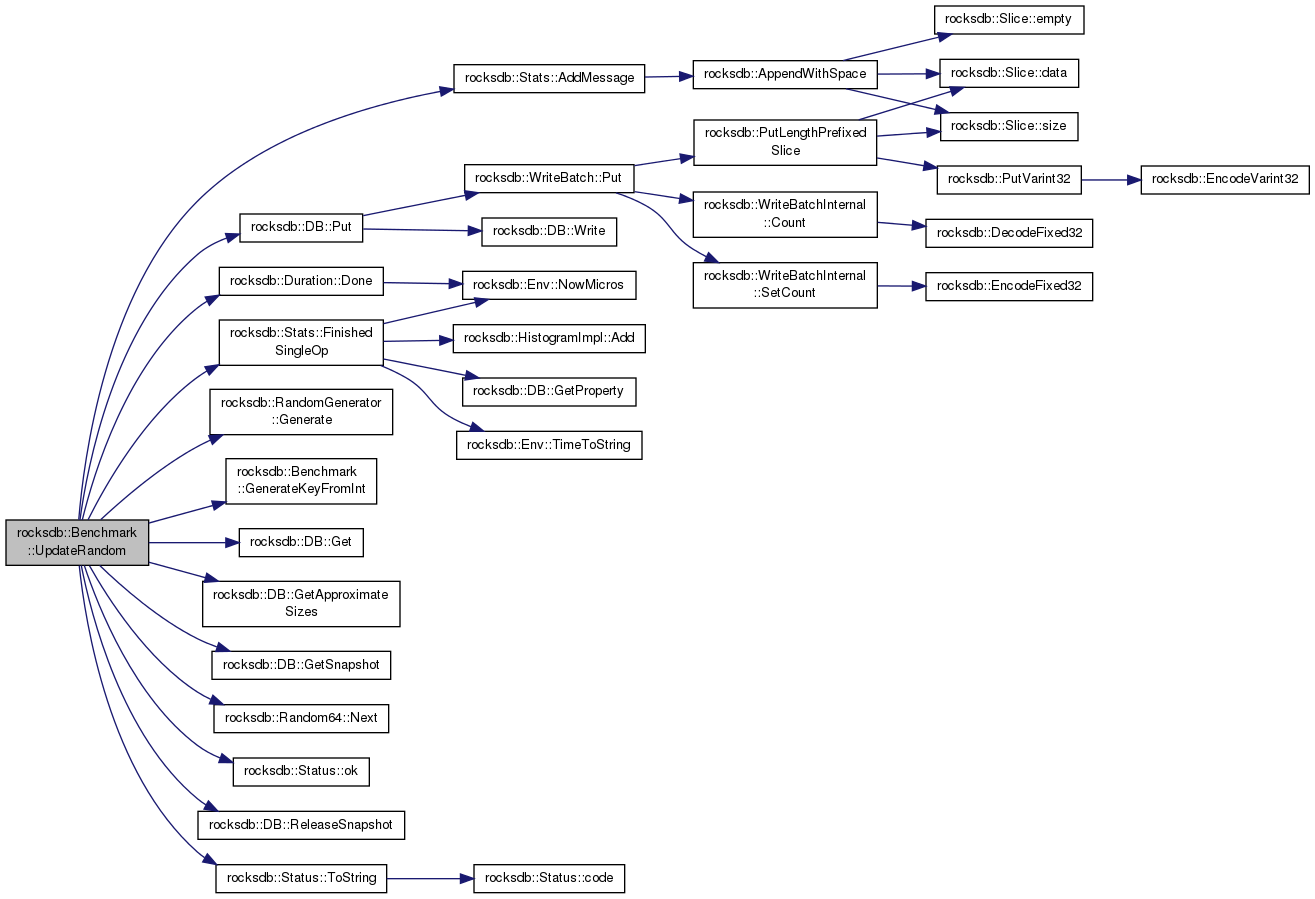 rocksdb::Slice::empty
rocksdb::Stats::AddMessage
rocksdb::AppendWithSpace
rocksdb::Slice::data
rocksdb::Slice::size
rocksdb::PutLengthPrefixed
Slice
rocksdb::WriteBatch::Put
rocksdb::PutVarint32
rocksdb::EncodeVarint32
rocksdb::WriteBatchInternal
::Count
rocksdb::DB::Put
rocksdb::DB::Write
rocksdb::DecodeFixed32
rocksdb::Duration::Done
rocksdb::Env::NowMicros
rocksdb::WriteBatchInternal
::SetCount
rocksdb::EncodeFixed32
rocksdb::Stats::Finished
SingleOp
rocksdb::HistogramImpl::Add
rocksdb::DB::GetProperty
rocksdb::RandomGenerator
::Generate
rocksdb::Env::TimeToString
rocksdb::Benchmark
::GenerateKeyFromInt
rocksdb::Benchmark
::UpdateRandom
rocksdb::DB::Get
rocksdb::DB::GetApproximate
Sizes
rocksdb::DB::GetSnapshot
rocksdb::Random64::Next
rocksdb::Status::ok
rocksdb::DB::ReleaseSnapshot
rocksdb::Status::ToString
rocksdb::Status::code